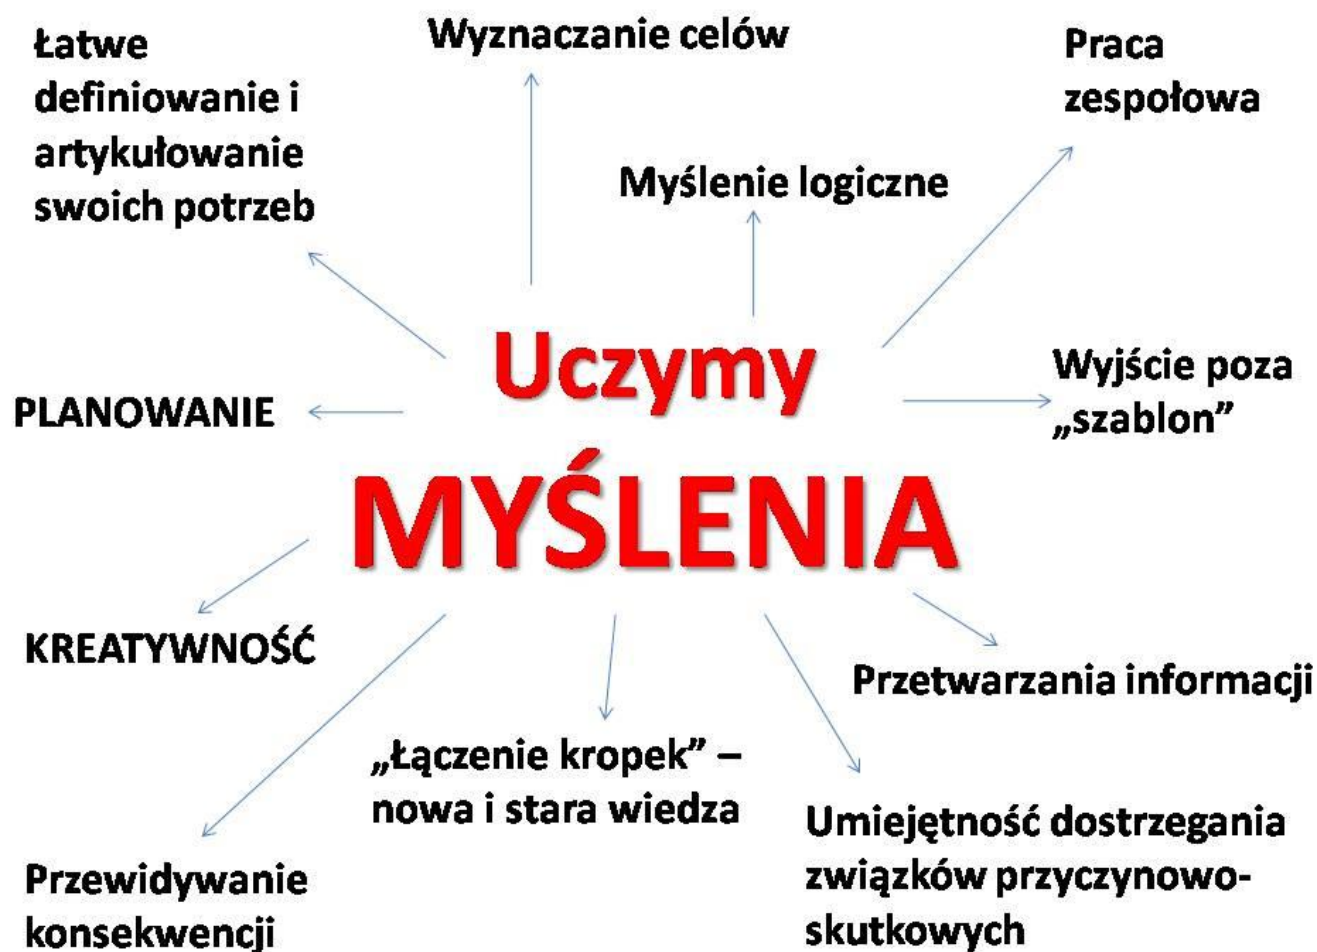 Łatwe
definiowanie i
artykułowanie
swoich potrzeb
Wyznaczanie celów
Myślenie logiczne
Praca
zespołowa
Uczymy
MYŚLENIA
PLANOWANIE
Wyjście poza
„szablon”
KREATYWNOŚĆ
Przetwarzania informacji
„Łączenie kropek” –
nowa i stara wiedza
Umiejętność dostrzegania
związków przyczynowo-
skutkowych
Przewidywanie
konsekwencji